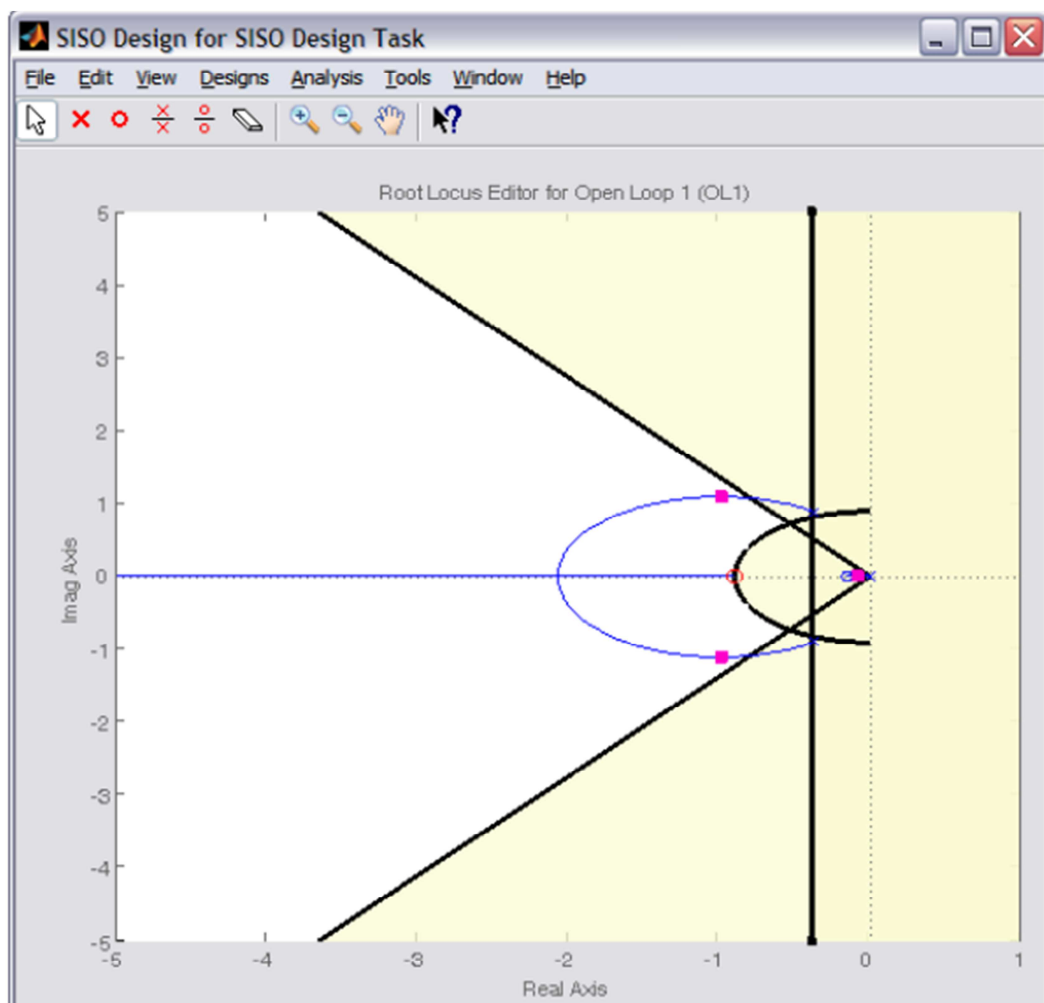 SISO Design for SISO Design Task
File Edit View Designs Analysis Tools Window Help
Root Locus Editor for Open Loop 1 (OL1)
5
4
3
2
1
0
-1
-2
-3
-4
-5
Imag Axis
-5 -4 -3 -2 -1 0 1
Real Axis